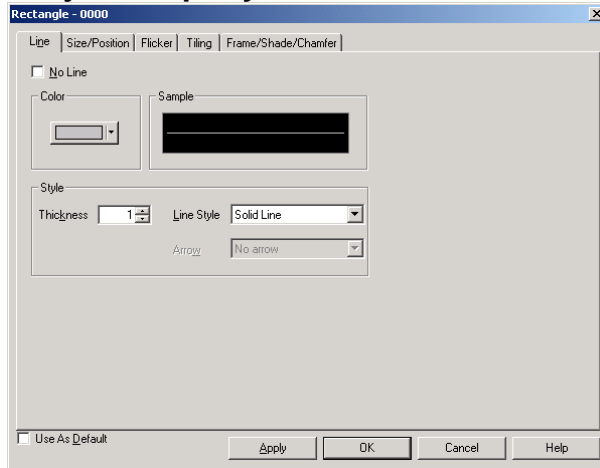 Rectangle - 0000
Line Size/Position Flicker Tiling Frame/Shade/Chamfer
No Line
Color Sample
Style
Thickness 1 Line Style Solid Line
Arrow No arrow
Use As Default Apply OK Cancel Help